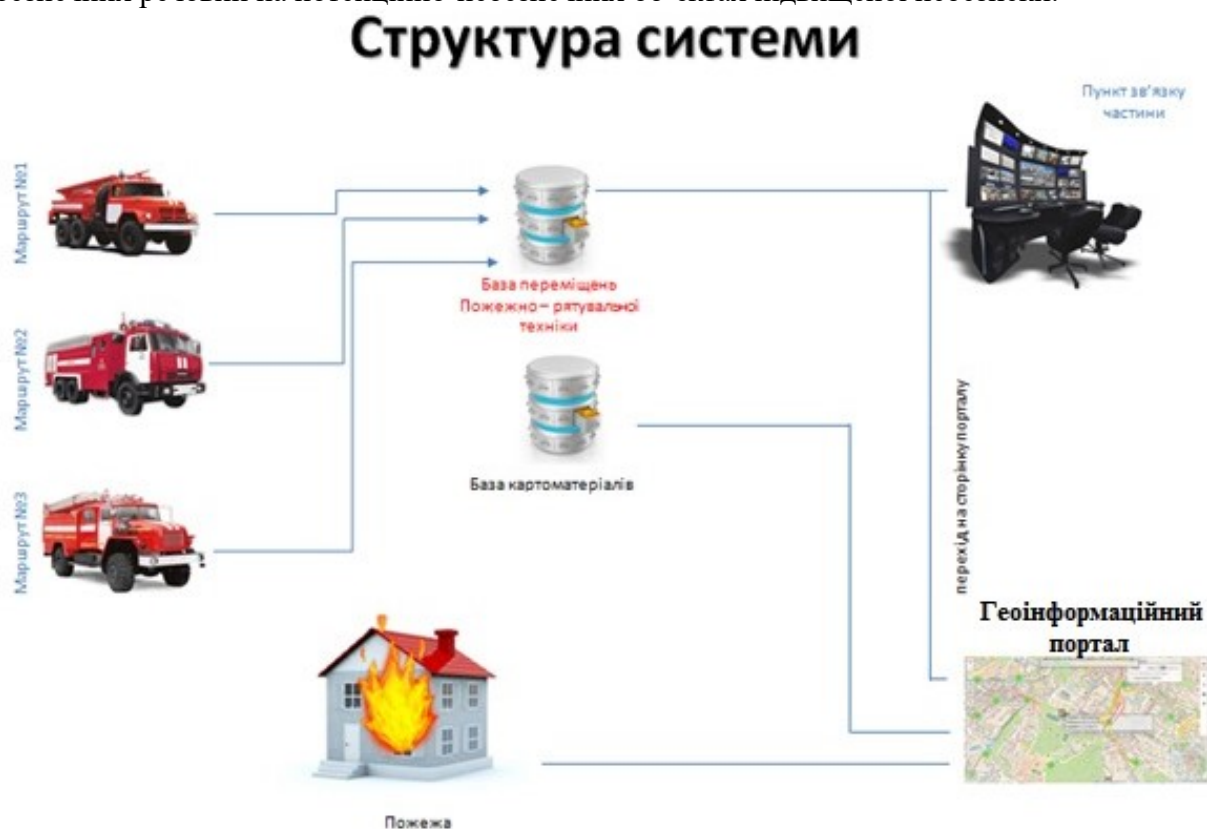 Структура системи
Пункт зв'язку
частини
Маршрут №1
База переміщень
Пожежно – рятувальної
техніки
Маршрут №2
База картоматеріалів
перехід на сторінку порталу
Маршрут №3
Геоінформаційний
портал
Пожежа